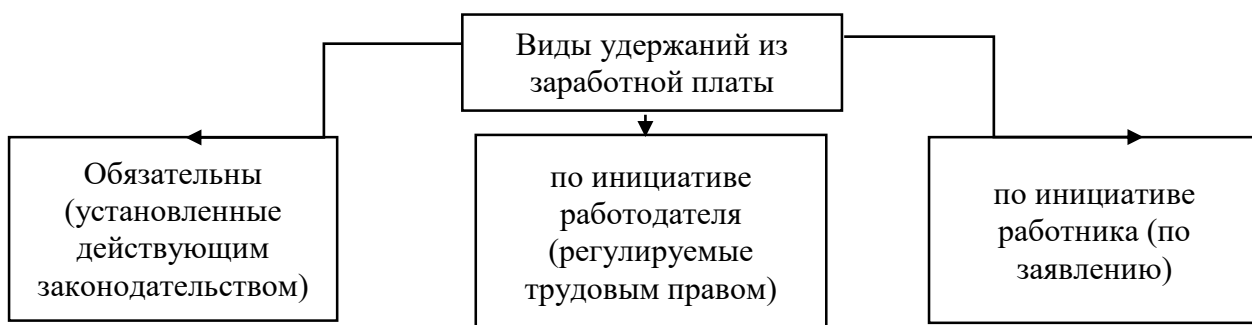 Виды удержаний из
заработной платы
Обязательны
(установленные
действующим
законодательством)
по инициативе
работодателя
(регулируемые
трудовым правом)
по инициативе
работника (по
заявлению)